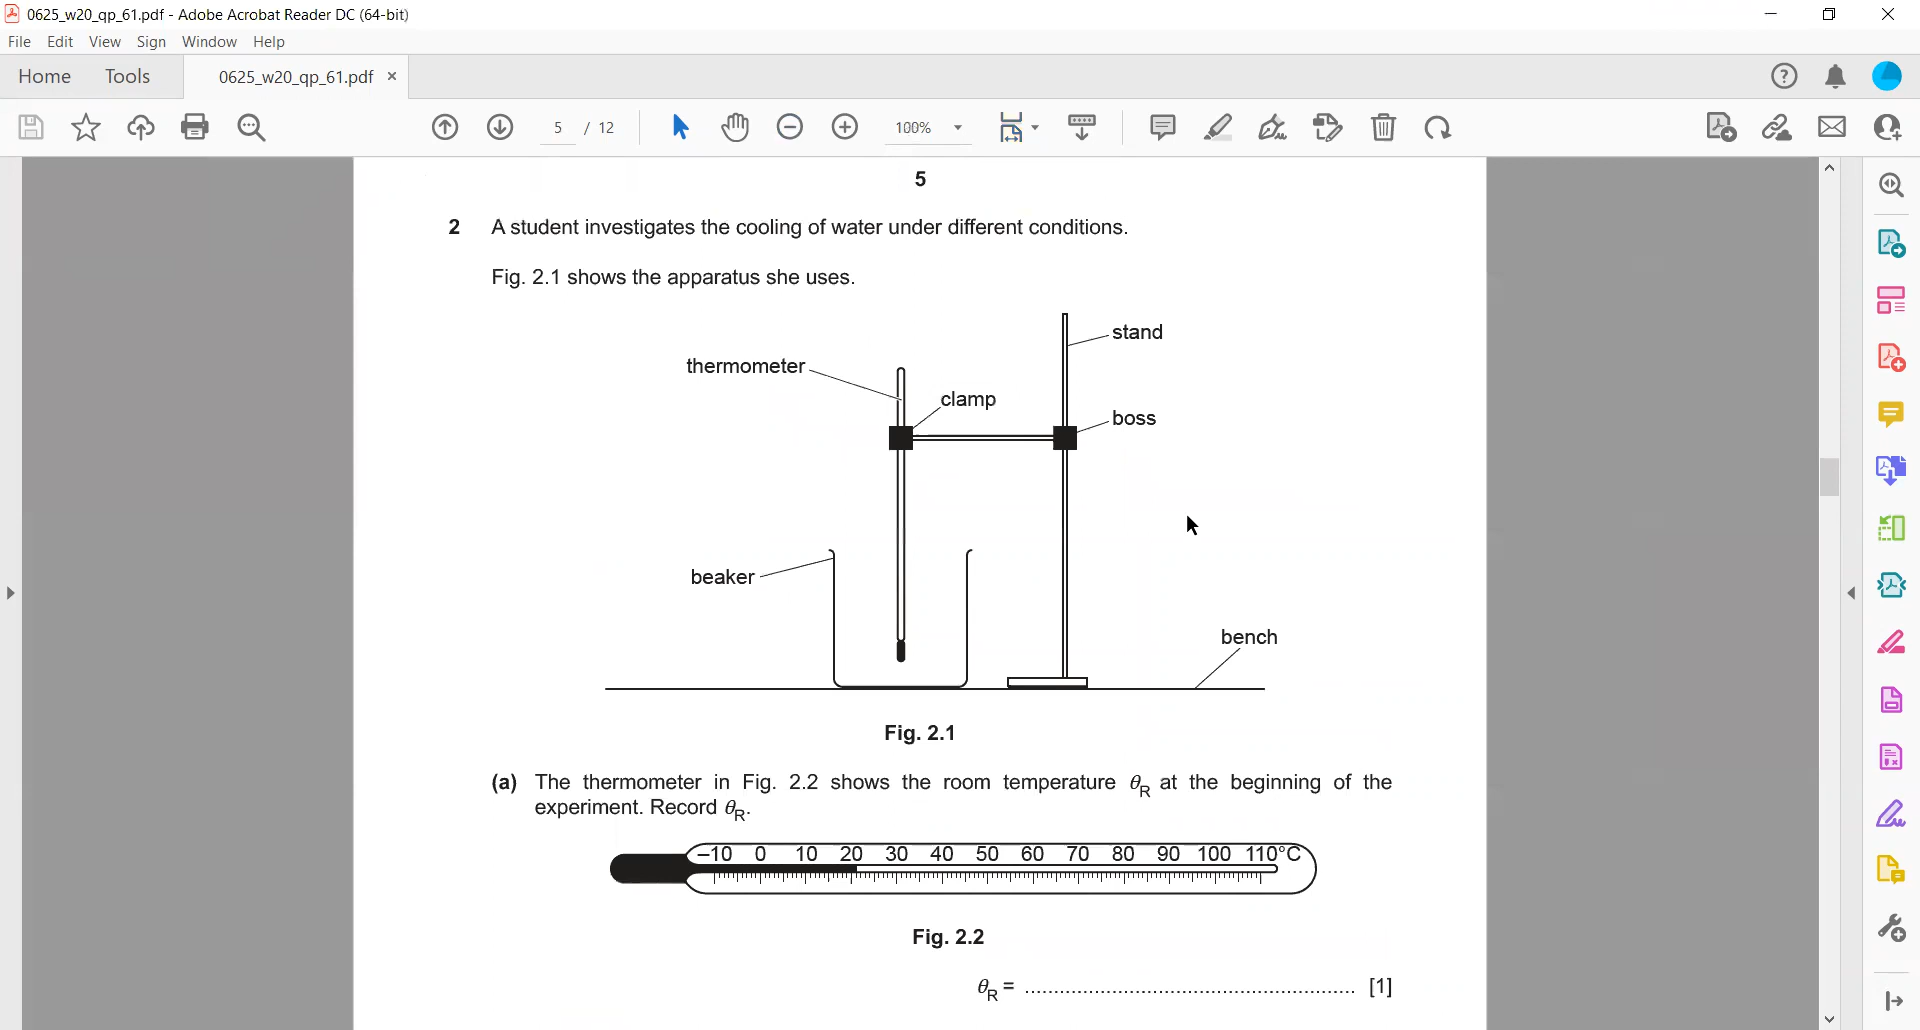 0625_w20_qp_61.pdf - Adobe Acrobat Reader DC (64-bit)
File Edit View Sign Window Help
Home Tools 0625_w20_qp_61.pdf ×
5 / 12 100%
5
2 A student investigates the cooling of water under different conditions.
Fig. 2.1 shows the apparatus she uses.
stand
thermometer
clamp
boss
beaker
bench
Fig. 2.1
(a) The thermometer in Fig. 2.2 shows the room temperature θR at the beginning of the
experiment. Record θR.
–10 0 10 20 30 40 50 60 70 80 90 100 110°C
Fig. 2.2
θR = ........................................................ [1]